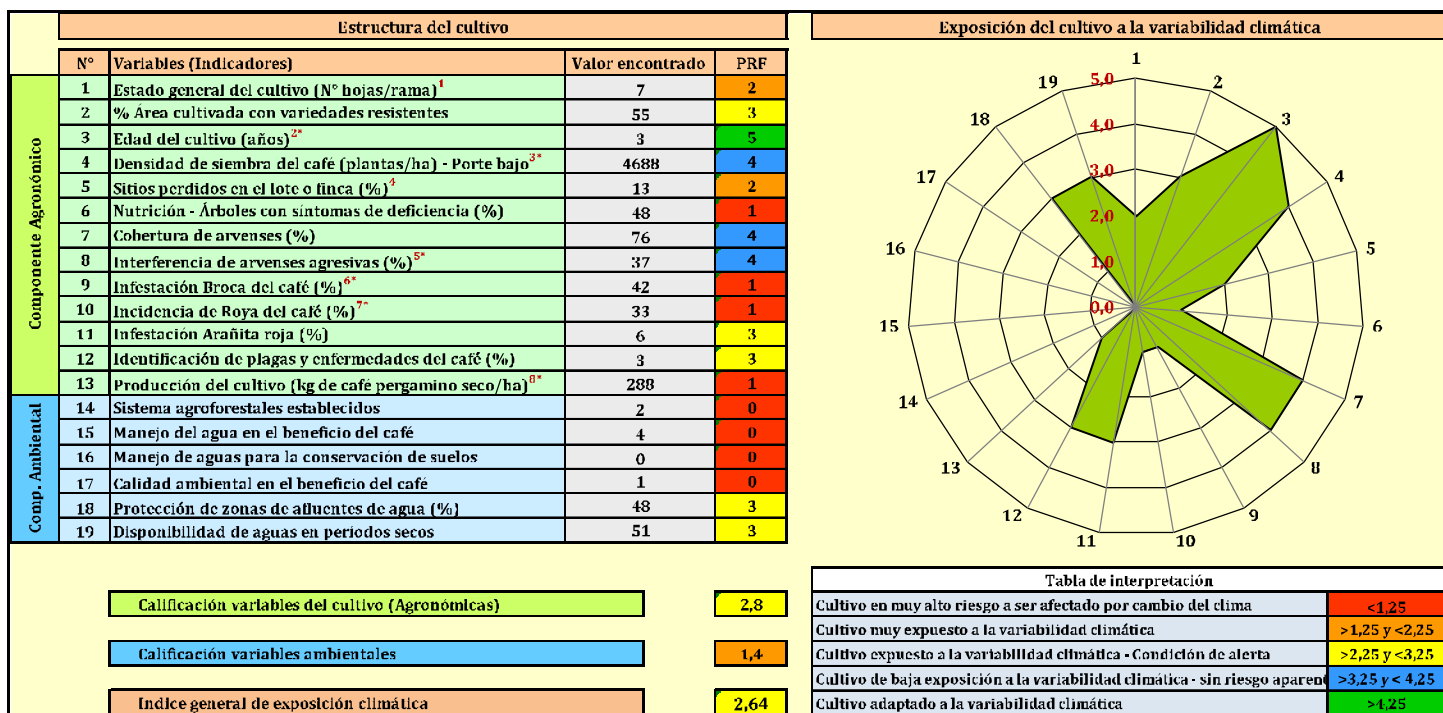 Estructura del cultivo
N° Variables (Indicadores) Valor encontrado PRF
Componente Agronómico
1 Estado general del cultivo (N° hojas/rama)1 7 2
2 % Área cultivada con variedades resistentes 55 3
3 Edad del cultivo (años)2* 3 5
4 Densidad de siembra del café (plantas/ha) - Porte bajo3* 4688 4
5 Sitios perdidos en el lote o finca (%)4 13 2
6 Nutrición - Árboles con síntomas de deficiencia (%) 48 1
7 Cobertura de arvenses (%) 76 4
8 Interferencia de arvenses agresivas (%)5* 37 4
9 Infestación Broca del café (%)6* 42 1
10 Incidencia de Roya del café (%)7* 33 1
11 Infestación Arañita roja (%) 6 3
12 Identificación de plagas y enfermedades del café (%) 3 3
13 Producción del cultivo (kg de café pergamino seco/ha)8* 288 1
Comp. Ambiental
14 Sistema agroforestales establecidos 2 0
15 Manejo del agua en el beneficio del café 4 0
16 Manejo de aguas para la conservación de suelos 0 0
17 Calidad ambiental en el beneficio del café 1 0
18 Protección de zonas de afluentes de agua (%) 48 3
19 Disponibilidad de aguas en períodos secos 51 3
Calificación variables del cultivo (Agronómicas) 2,8
Calificación variables ambientales 1,4
Indice general de exposición climática 2,64
Exposición del cultivo a la variabilidad climática
1
2
3
4
5
6
7
8
9
10
11
12
13
14
15
16
17
18
19
5,0
4,0
3,0
2,0
1,0
0,0
Tabla de interpretación
Cultivo en muy alto riesgo a ser afectado por cambio del clima <1,25
Cultivo muy expuesto a la variabilidad climática >1,25 y <2,25
Cultivo expuesto a la variabilidad climática - Condición de alerta >2,25 y <3,25
Cultivo de baja exposición a la variabilidad climática - sin riesgo aparen >3,25 y < 4,25
Cultivo adaptado a la variabilidad climática >4,25